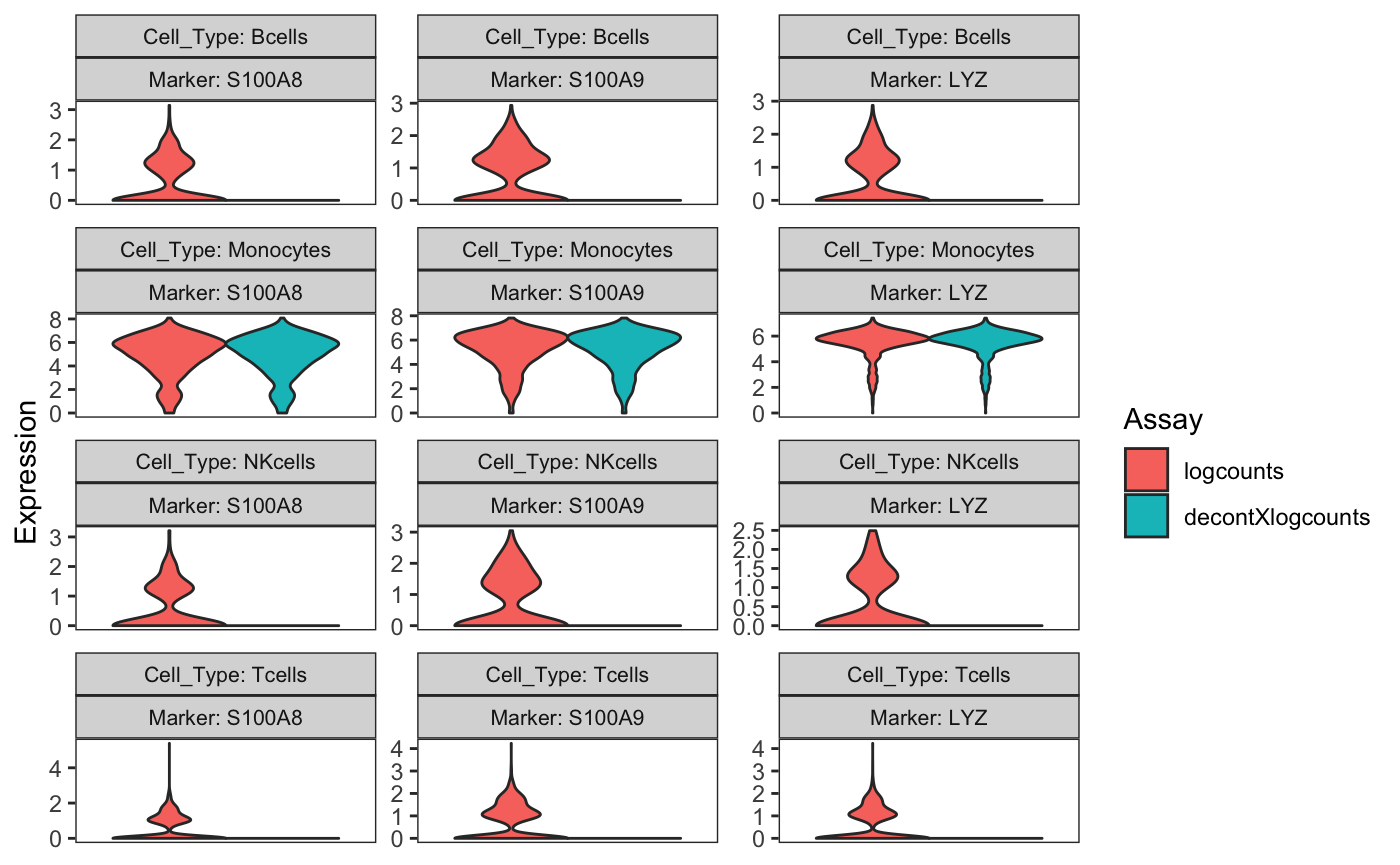 Cell_Type: Bcells
Cell_Type: Bcells
Cell_Type: Bcells
Marker: S100A8
Marker: S100A9
Marker: LYZ
3
2
1
0
3
2
1
0
3
2
1
0
Cell_Type: Monocytes
Cell_Type: Monocytes
Cell_Type: Monocytes
Marker: S100A8
Marker: S100A9
Marker: LYZ
8
6
4
2
0
8
6
4
2
0
6
4
2
0
Cell_Type: NKcells
Cell_Type: NKcells
Cell_Type: NKcells
Marker: S100A8
Marker: S100A9
Marker: LYZ
3
2
1
0
3
2
1
0
2.5
2.0
1.5
1.0
0.5
0.0
Cell_Type: Tcells
Cell_Type: Tcells
Cell_Type: Tcells
Marker: S100A8
Marker: S100A9
Marker: LYZ
4
2
0
4
3
2
1
0
4
3
2
1
0
Expression
Assay
logcounts
decontXlogcounts